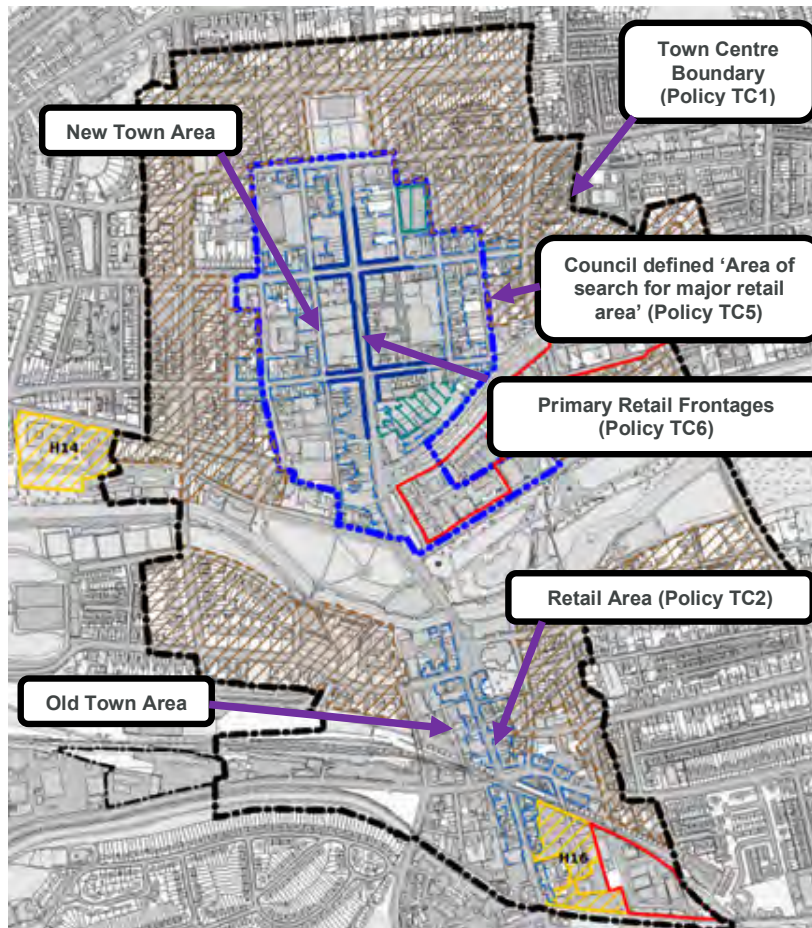 Town Centre
Boundary
(Policy TC1)
New Town Area
Council defined ‘Area of
search for major retail
area’ (Policy TC5)
Primary Retail Frontages
(Policy TC6)
H14
Retail Area (Policy TC2)
Old Town Area
H16